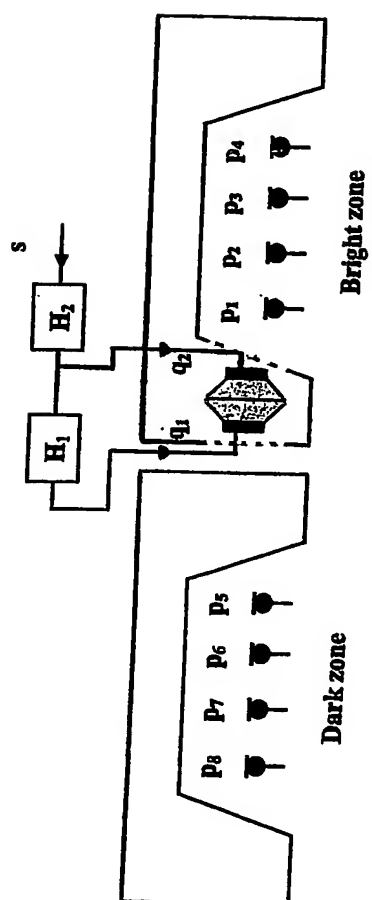 s
H₁ H₂
q₁ q₂
p₈ p₇ p₆ p₅ p₁ p₂ p₃ p₄
Dark zone Bright zone